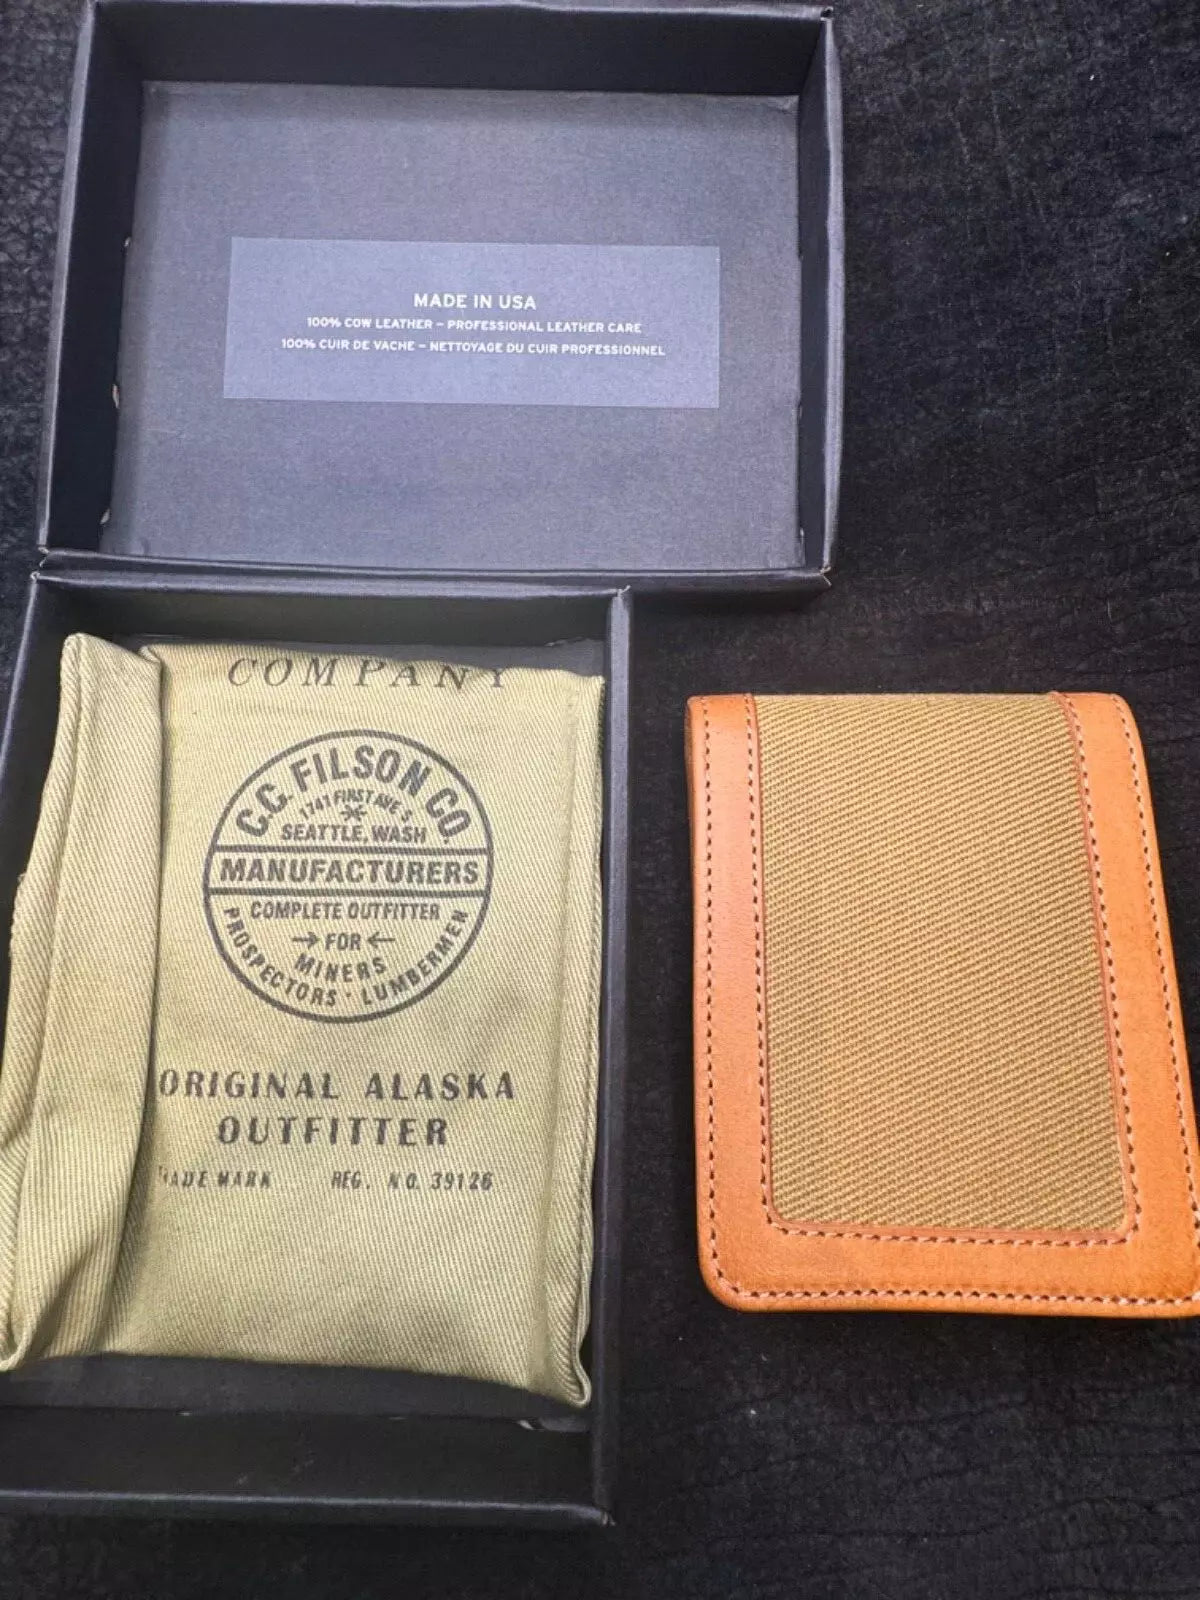 MADE IN USA
100% COW LEATHER – PROFESSIONAL LEATHER CARE
100% CUIR DE VACHE – NETTOYAGE DU CUIR PROFESSIONNEL
COMPANY
C.C. FILSON CO.
1741 FIRST AVE S
SEATTLE, WASH
MANUFACTURERS
COMPLETE OUTFITTER
FOR
MINERS
PROSPECTORS · LUMBERMEN
ORIGINAL ALASKA
OUTFITTER
MARK REG. NO. 39126